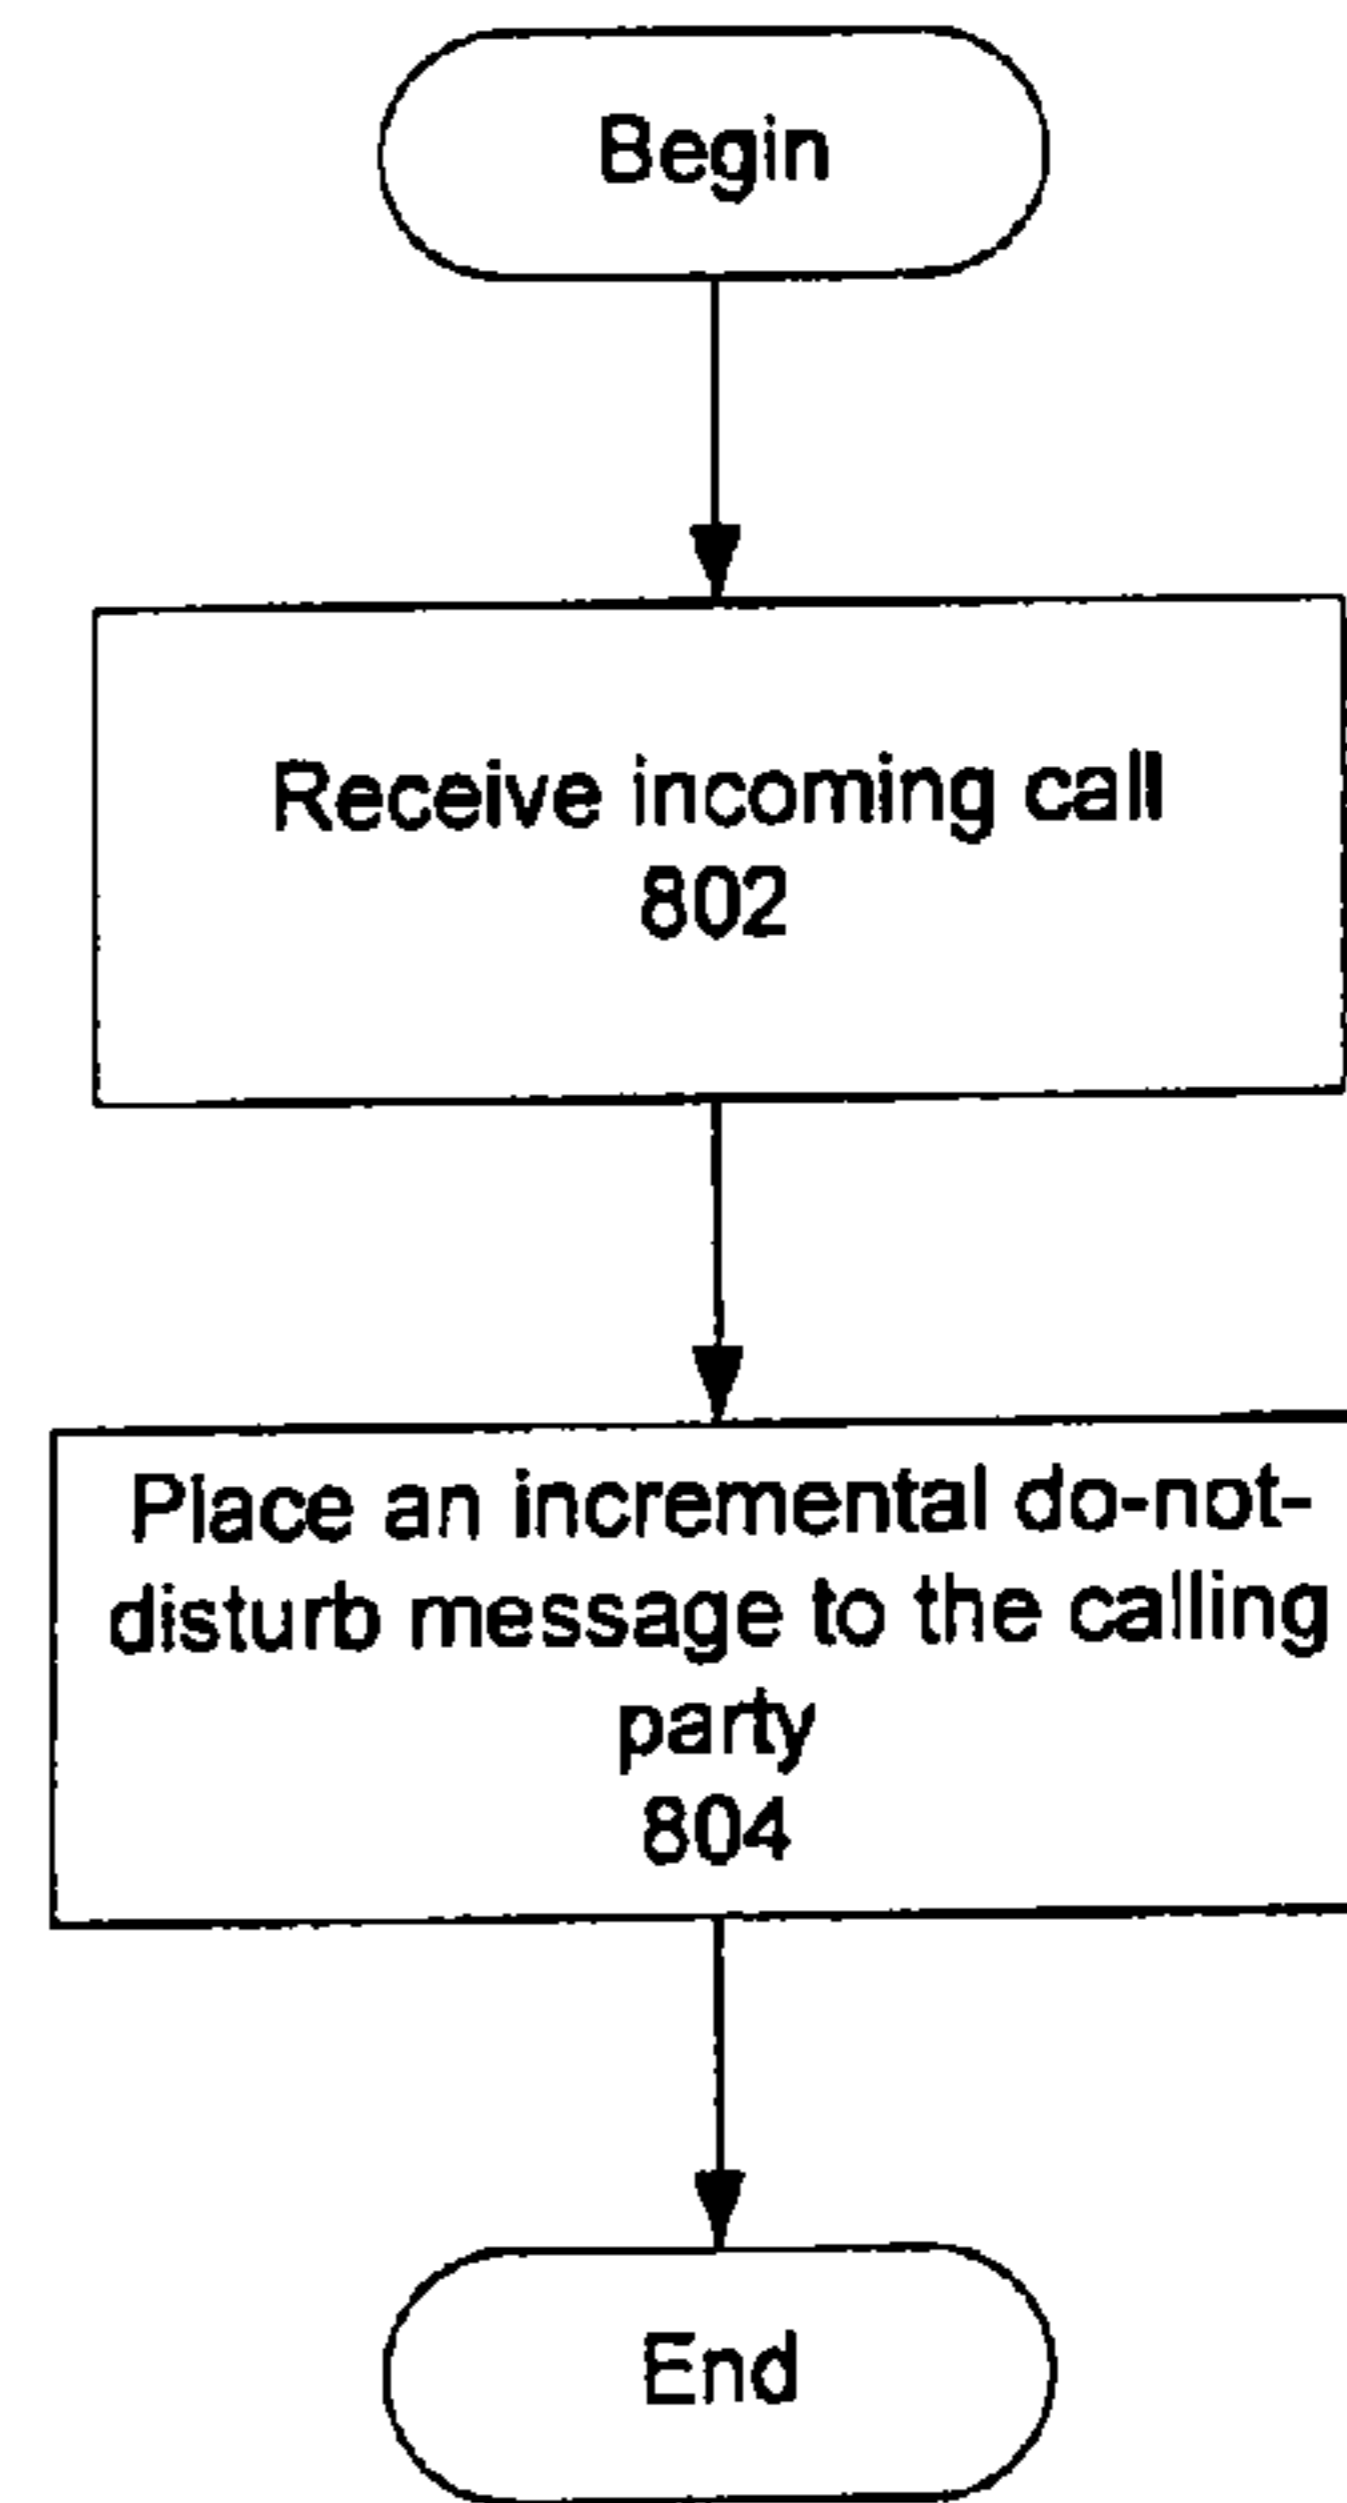 Begin
Receive incoming call
802
Place an incremental do-not-
disturb message to the calling
party
804
End